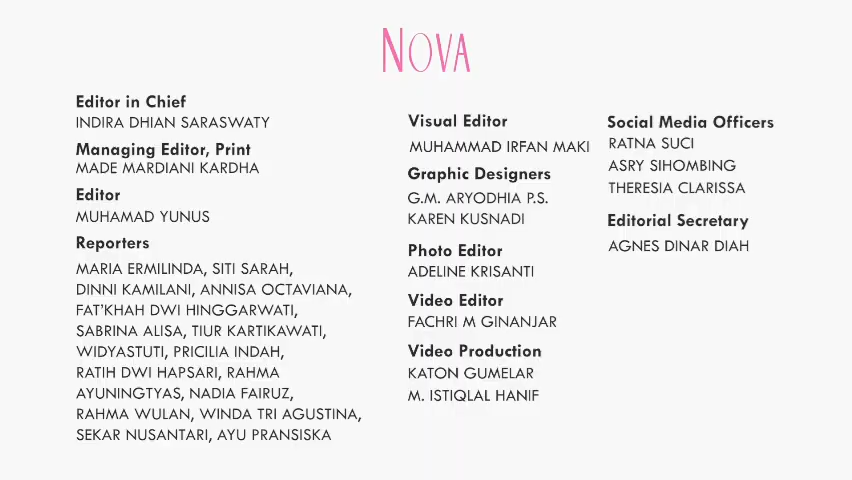 NOVA
Editor in Chief
INDIRA DHIAN SARASWATY
Managing Editor, Print
MADE MARDIANI KARDHA
Editor
MUHAMAD YUNUS
Reporters
MARIA ERMILINDA, SITI SARAH,
DINNI KAMILANI, ANNISA OCTAVIANA,
FAT'KHAH DWI HINGGARWATI,
SABRINA ALISA, TIUR KARTIKAWATI,
WIDYASTUTI, PRICILIA INDAH,
RATIH DWI HAPSARI, RAHMA
AYUNINGTYAS, NADIA FAIRUZ,
RAHMA WULAN, WINDA TRI AGUSTINA,
SEKAR NUSANTARI, AYU PRANSISKA
Visual Editor
MUHAMMAD IRFAN MAKI
Graphic Designers
G.M. ARYODHIA P.S.
KAREN KUSNADI
Photo Editor
ADELINE KRISANTI
Video Editor
FACHRI M GINANJAR
Video Production
KATON GUMELAR
M. ISTIQLAL HANIF
Social Media Officers
RATNA SUCI
ASRY SIHOMBING
THERESIA CLARISSA
Editorial Secretary
AGNES DINAR DIAH